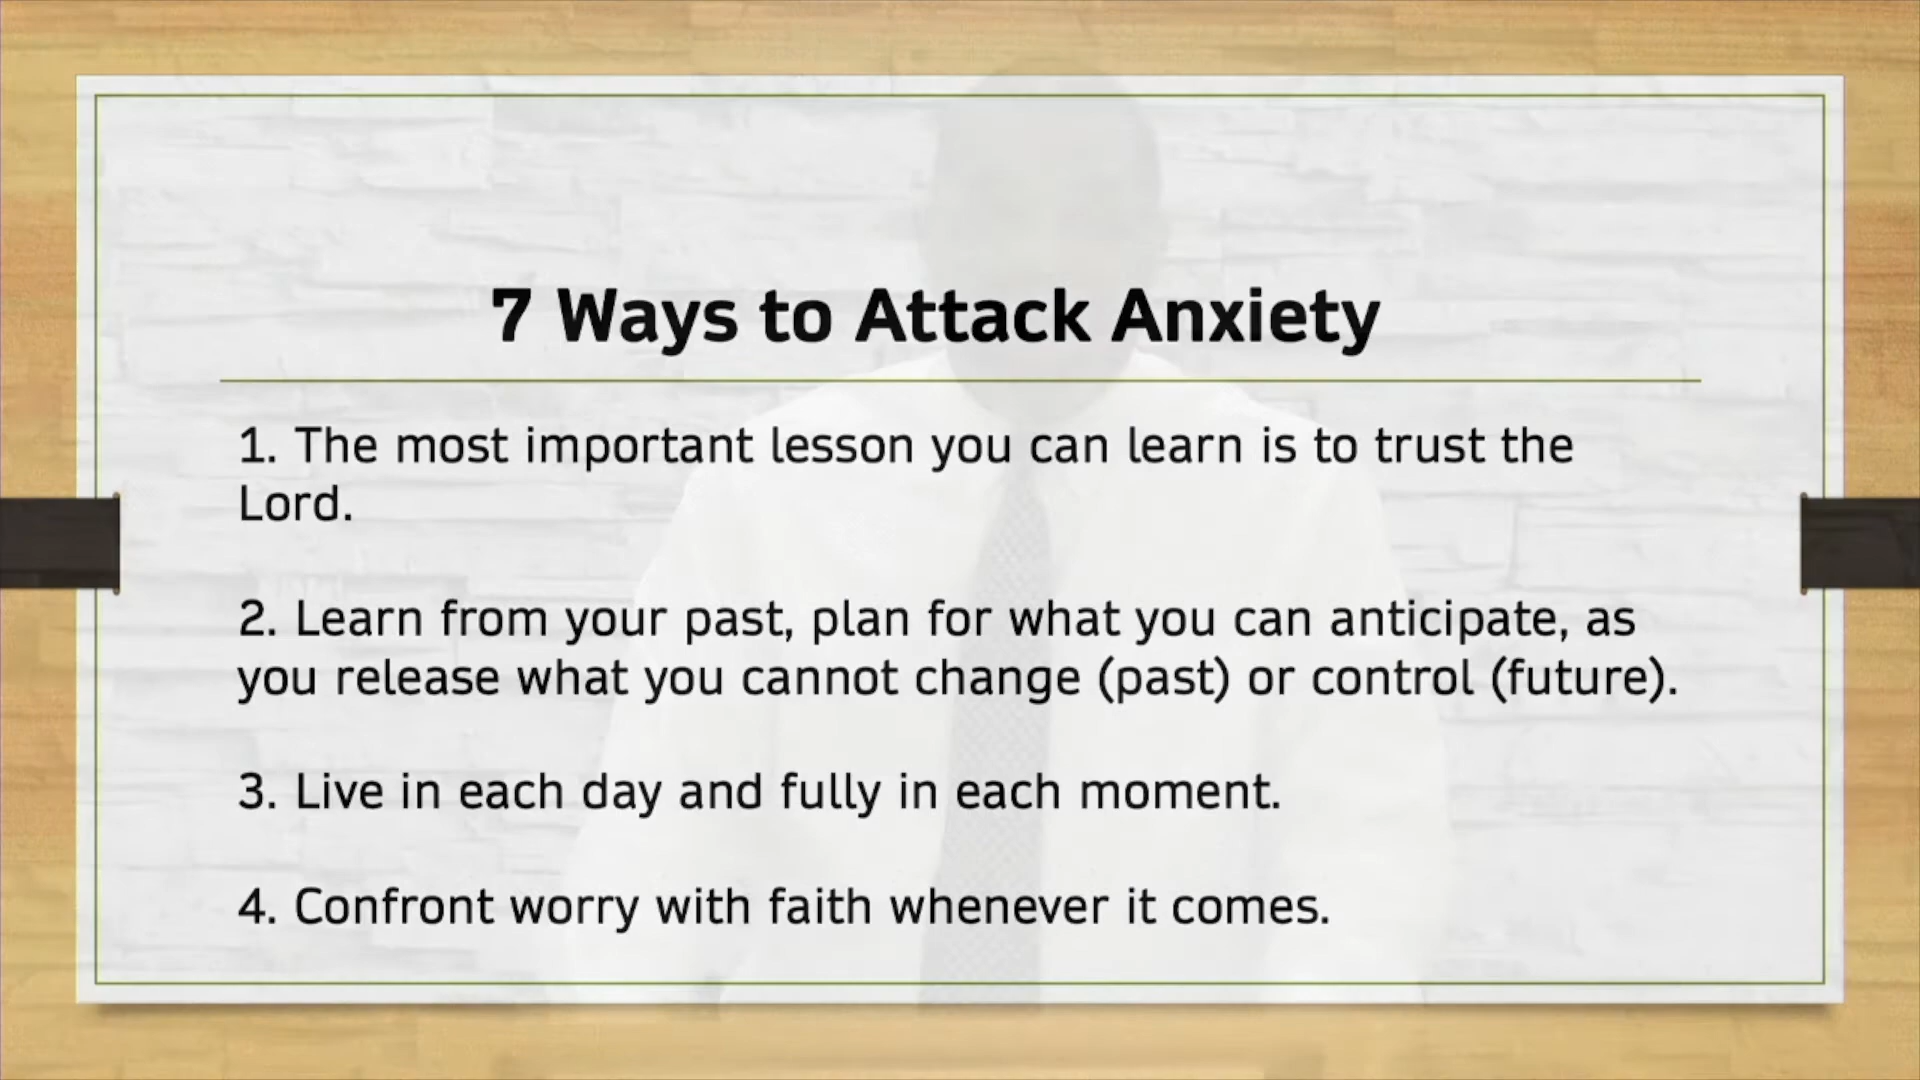 7 Ways to Attack Anxiety
1. The most important lesson you can learn is to trust the
Lord.
2. Learn from your past, plan for what you can anticipate, as
you release what you cannot change (past) or control (future).
3. Live in each day and fully in each moment.
4. Confront worry with faith whenever it comes.